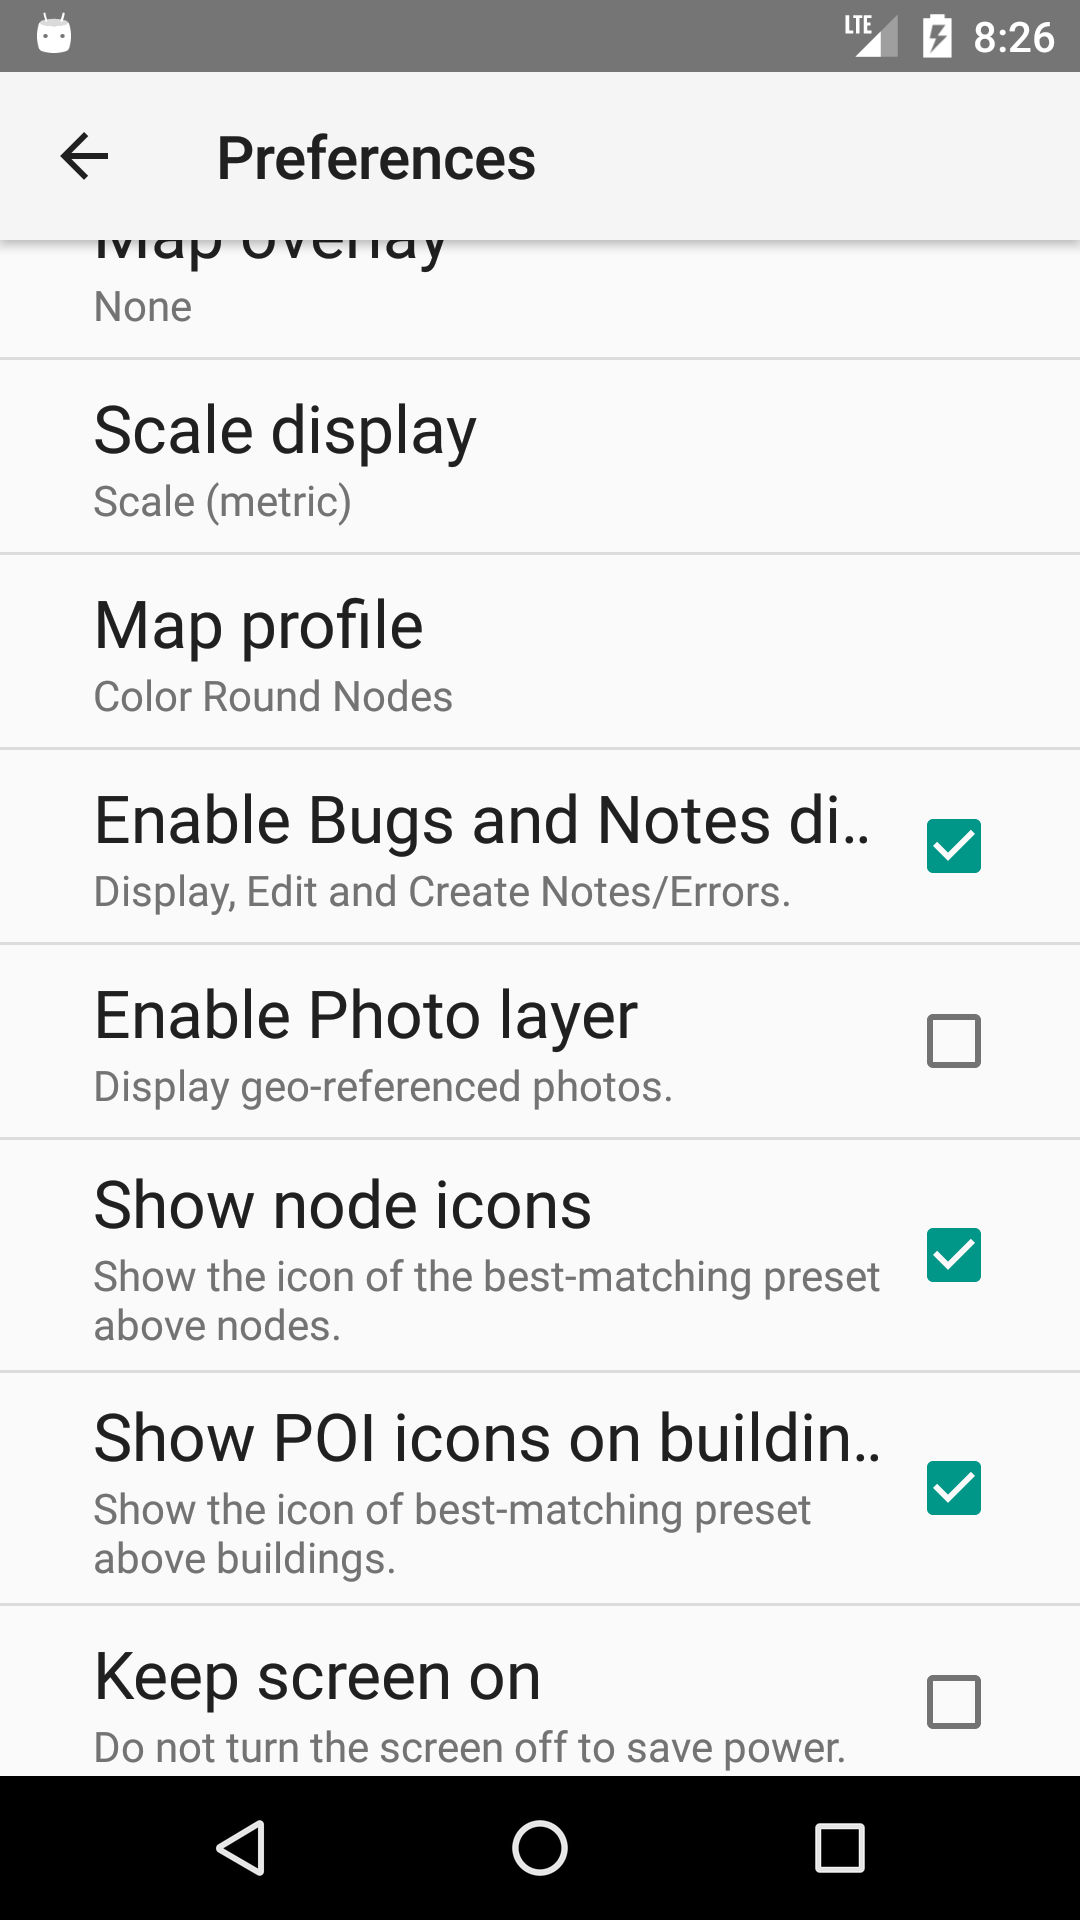 LTE 8:26
Preferences
Map overlay
None
Scale display
Scale (metric)
Map profile
Color Round Nodes
Enable Bugs and Notes di..
Display, Edit and Create Notes/Errors.
Enable Photo layer
Display geo-referenced photos.
Show node icons
Show the icon of the best-matching preset
above nodes.
Show POI icons on buildin..
Show the icon of best-matching preset
above buildings.
Keep screen on
Do not turn the screen off to save power.